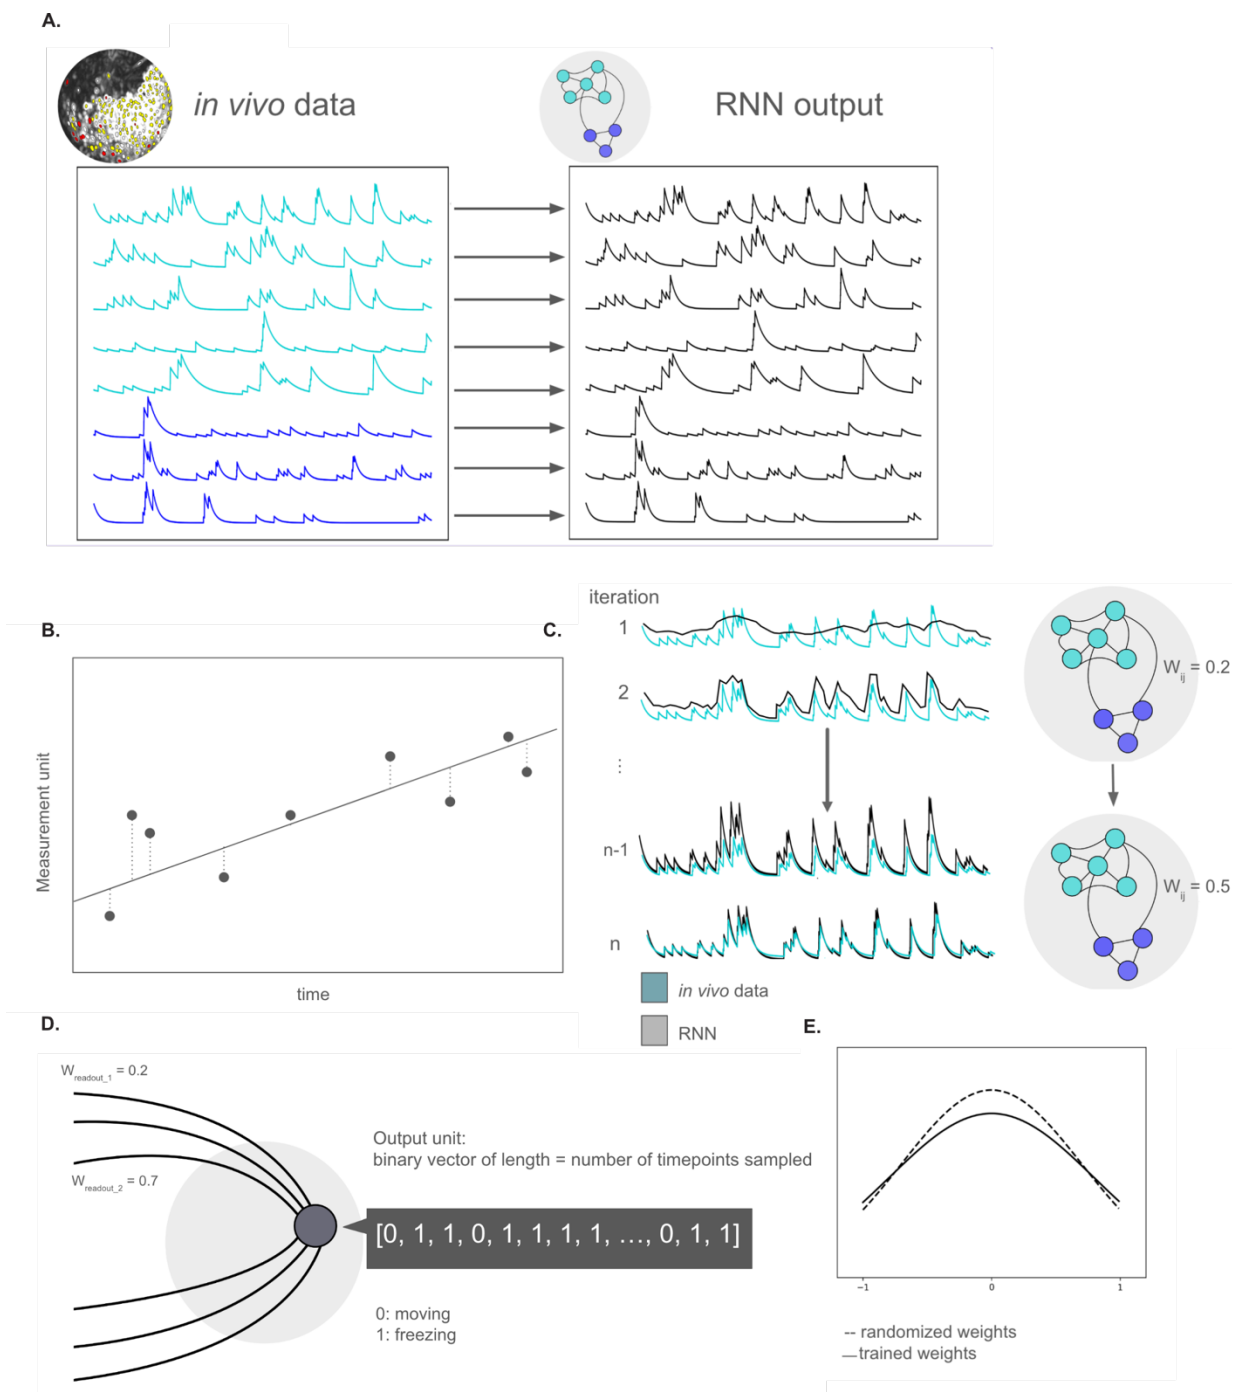 A.
in vivo data
RNN output
B.
Measurement unit
time
C.
iteration
1
2
⋮
n-1
n
in vivo data
RNN
W_ij = 0.2
W_ij = 0.5
D.
W_readout_1 = 0.2
W_readout_2 = 0.7
Output unit:
binary vector of length = number of timepoints sampled
[0, 1, 1, 0, 1, 1, 1, 1, ..., 0, 1, 1]
0: moving
1: freezing
E.
−1 0 1
-- randomized weights
— trained weights